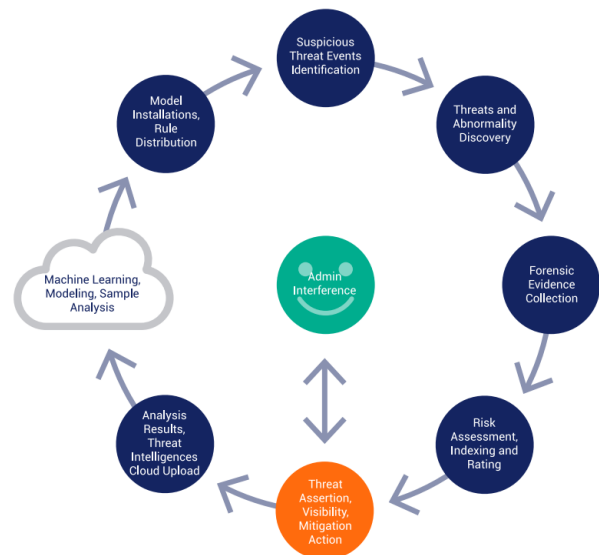 Suspicious
Threat Events
Identification
Model
Installations,
Rule
Distribution
Threats and
Abnormality
Discovery
Machine Learning,
Modeling, Sample
Analysis
Admin
Interference
Forensic
Evidence
Collection
Analysis
Results,
Threat
Intelligences
Cloud Upload
Risk
Assessment,
Indexing and
Rating
Threat
Assertion,
Visibility,
Mitigation
Action